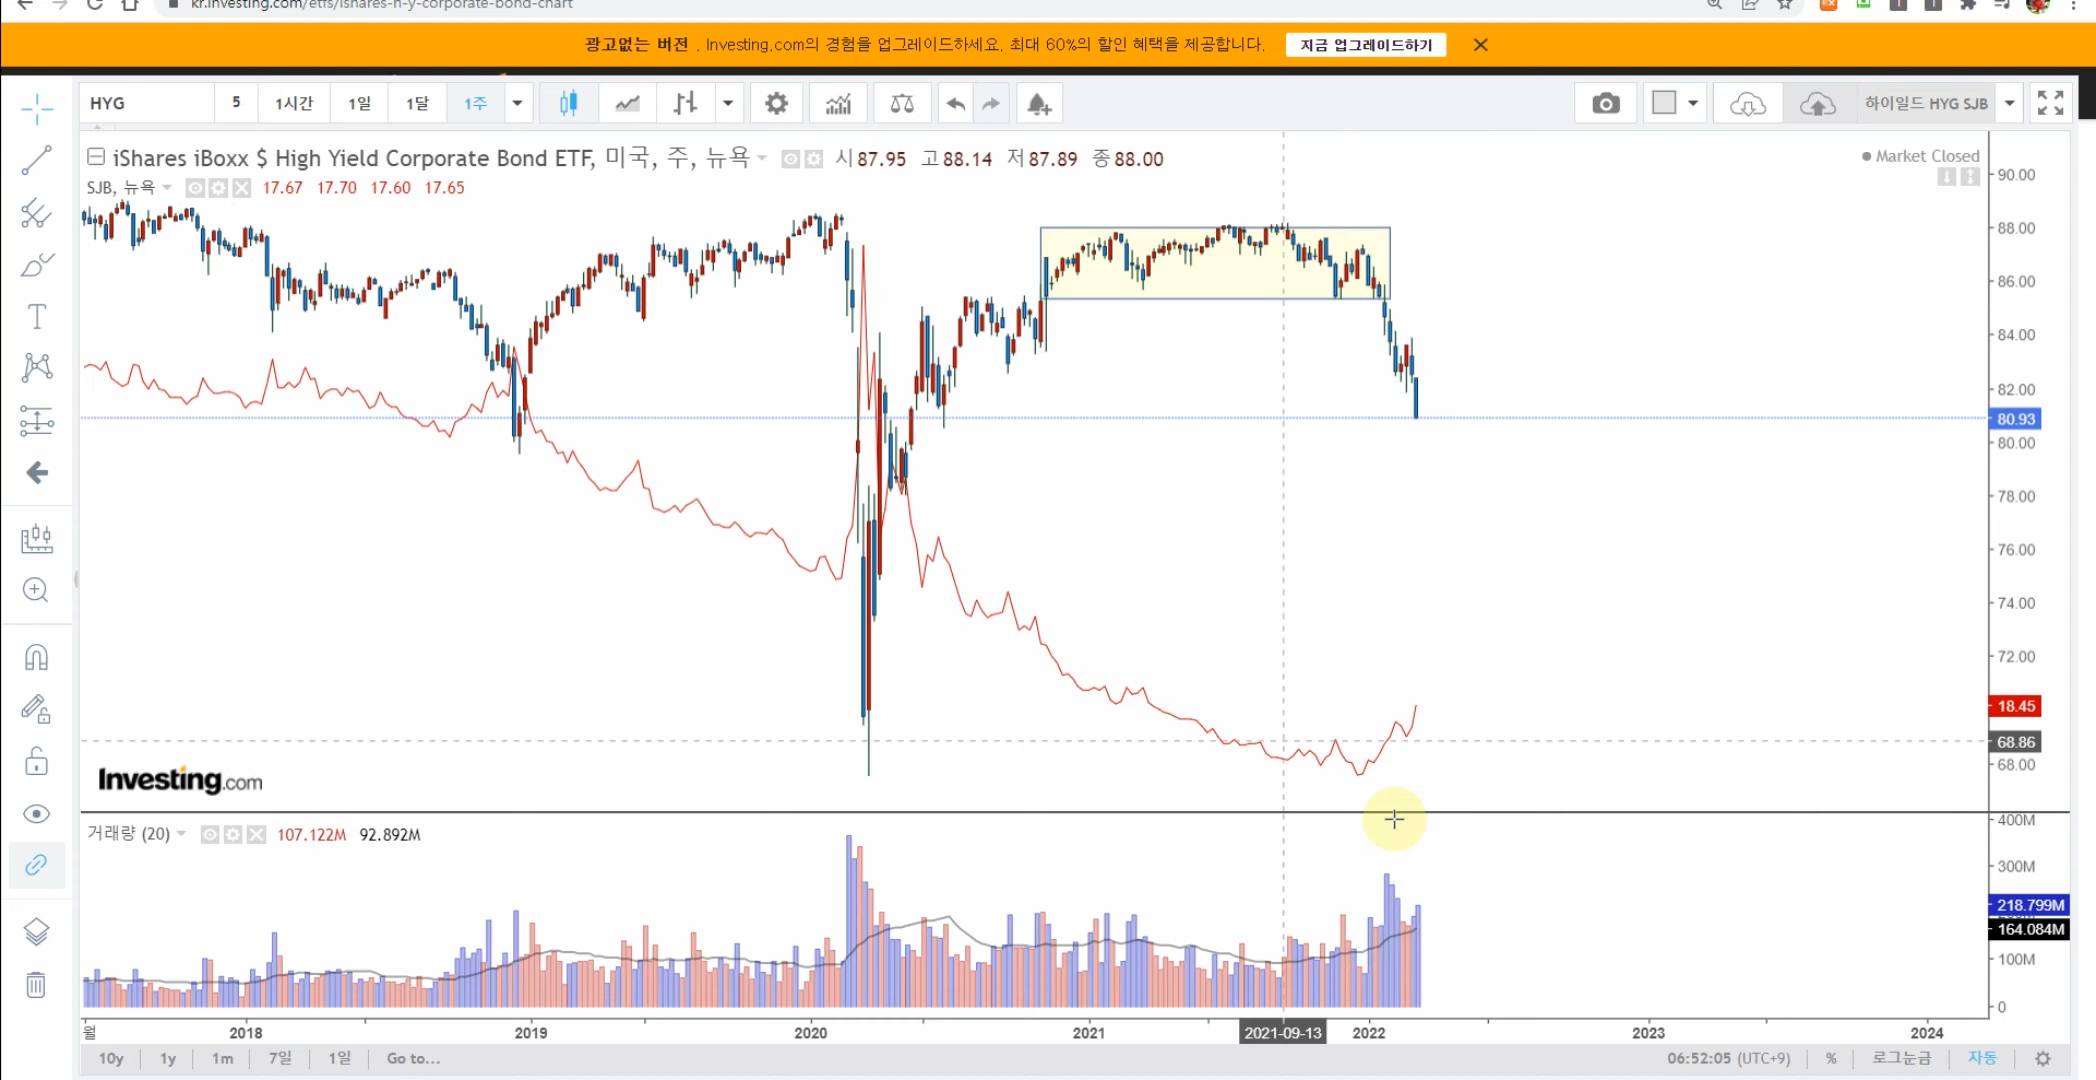 kr.investing.com/etfs/ishares-h-y-corporate-bond-chart
광고없는 버전 . Investing.com의 경험을 업그레이드하세요. 최대 60%의 할인 혜택을 제공합니다. 지금 업그레이드하기
HYG 5 1시간 1일 1달 1주 하이일드 HYG SJB
iShares iBoxx $ High Yield Corporate Bond ETF, 미국, 주, 뉴욕 시87.95 고88.14 저87.89 종88.00
Market Closed
SJB, 뉴욕 17.67 17.70 17.60 17.65
90.00
88.00
86.00
84.00
82.00
80.93
80.00
78.00
76.00
74.00
72.00
18.45
68.86
68.00
Investing.com
거래량 (20) 107.122M 92.892M
400M
300M
218.799M
164.084M
100M
0
월 2018 2019 2020 2021 2021-09-13 2022 2023 2024
10y 1y 1m 7일 1일 Go to... 06:52:05 (UTC+9) % 로그눈금 자동